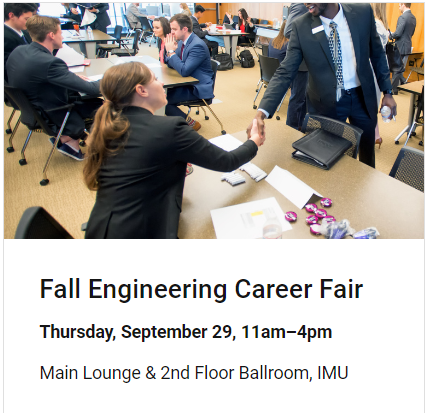 Fall Engineering Career Fair
Thursday, September 29, 11am–4pm
Main Lounge & 2nd Floor Ballroom, IMU